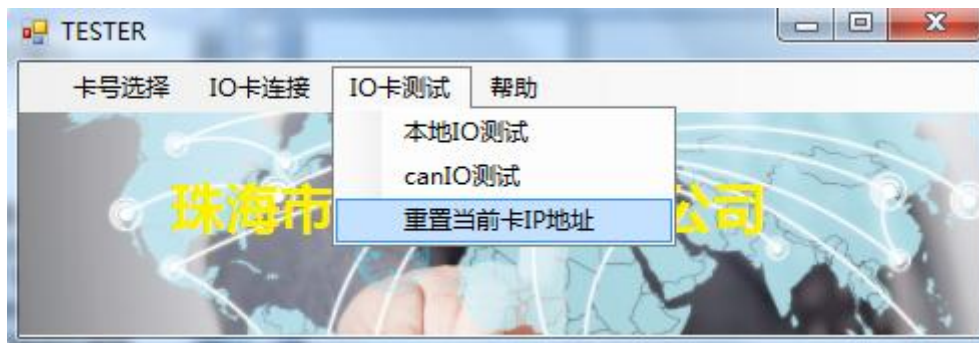 TESTER
卡号选择 IO卡连接 IO卡测试 帮助
本地IO测试
canIO测试
重置当前卡IP地址
珠海市
公司